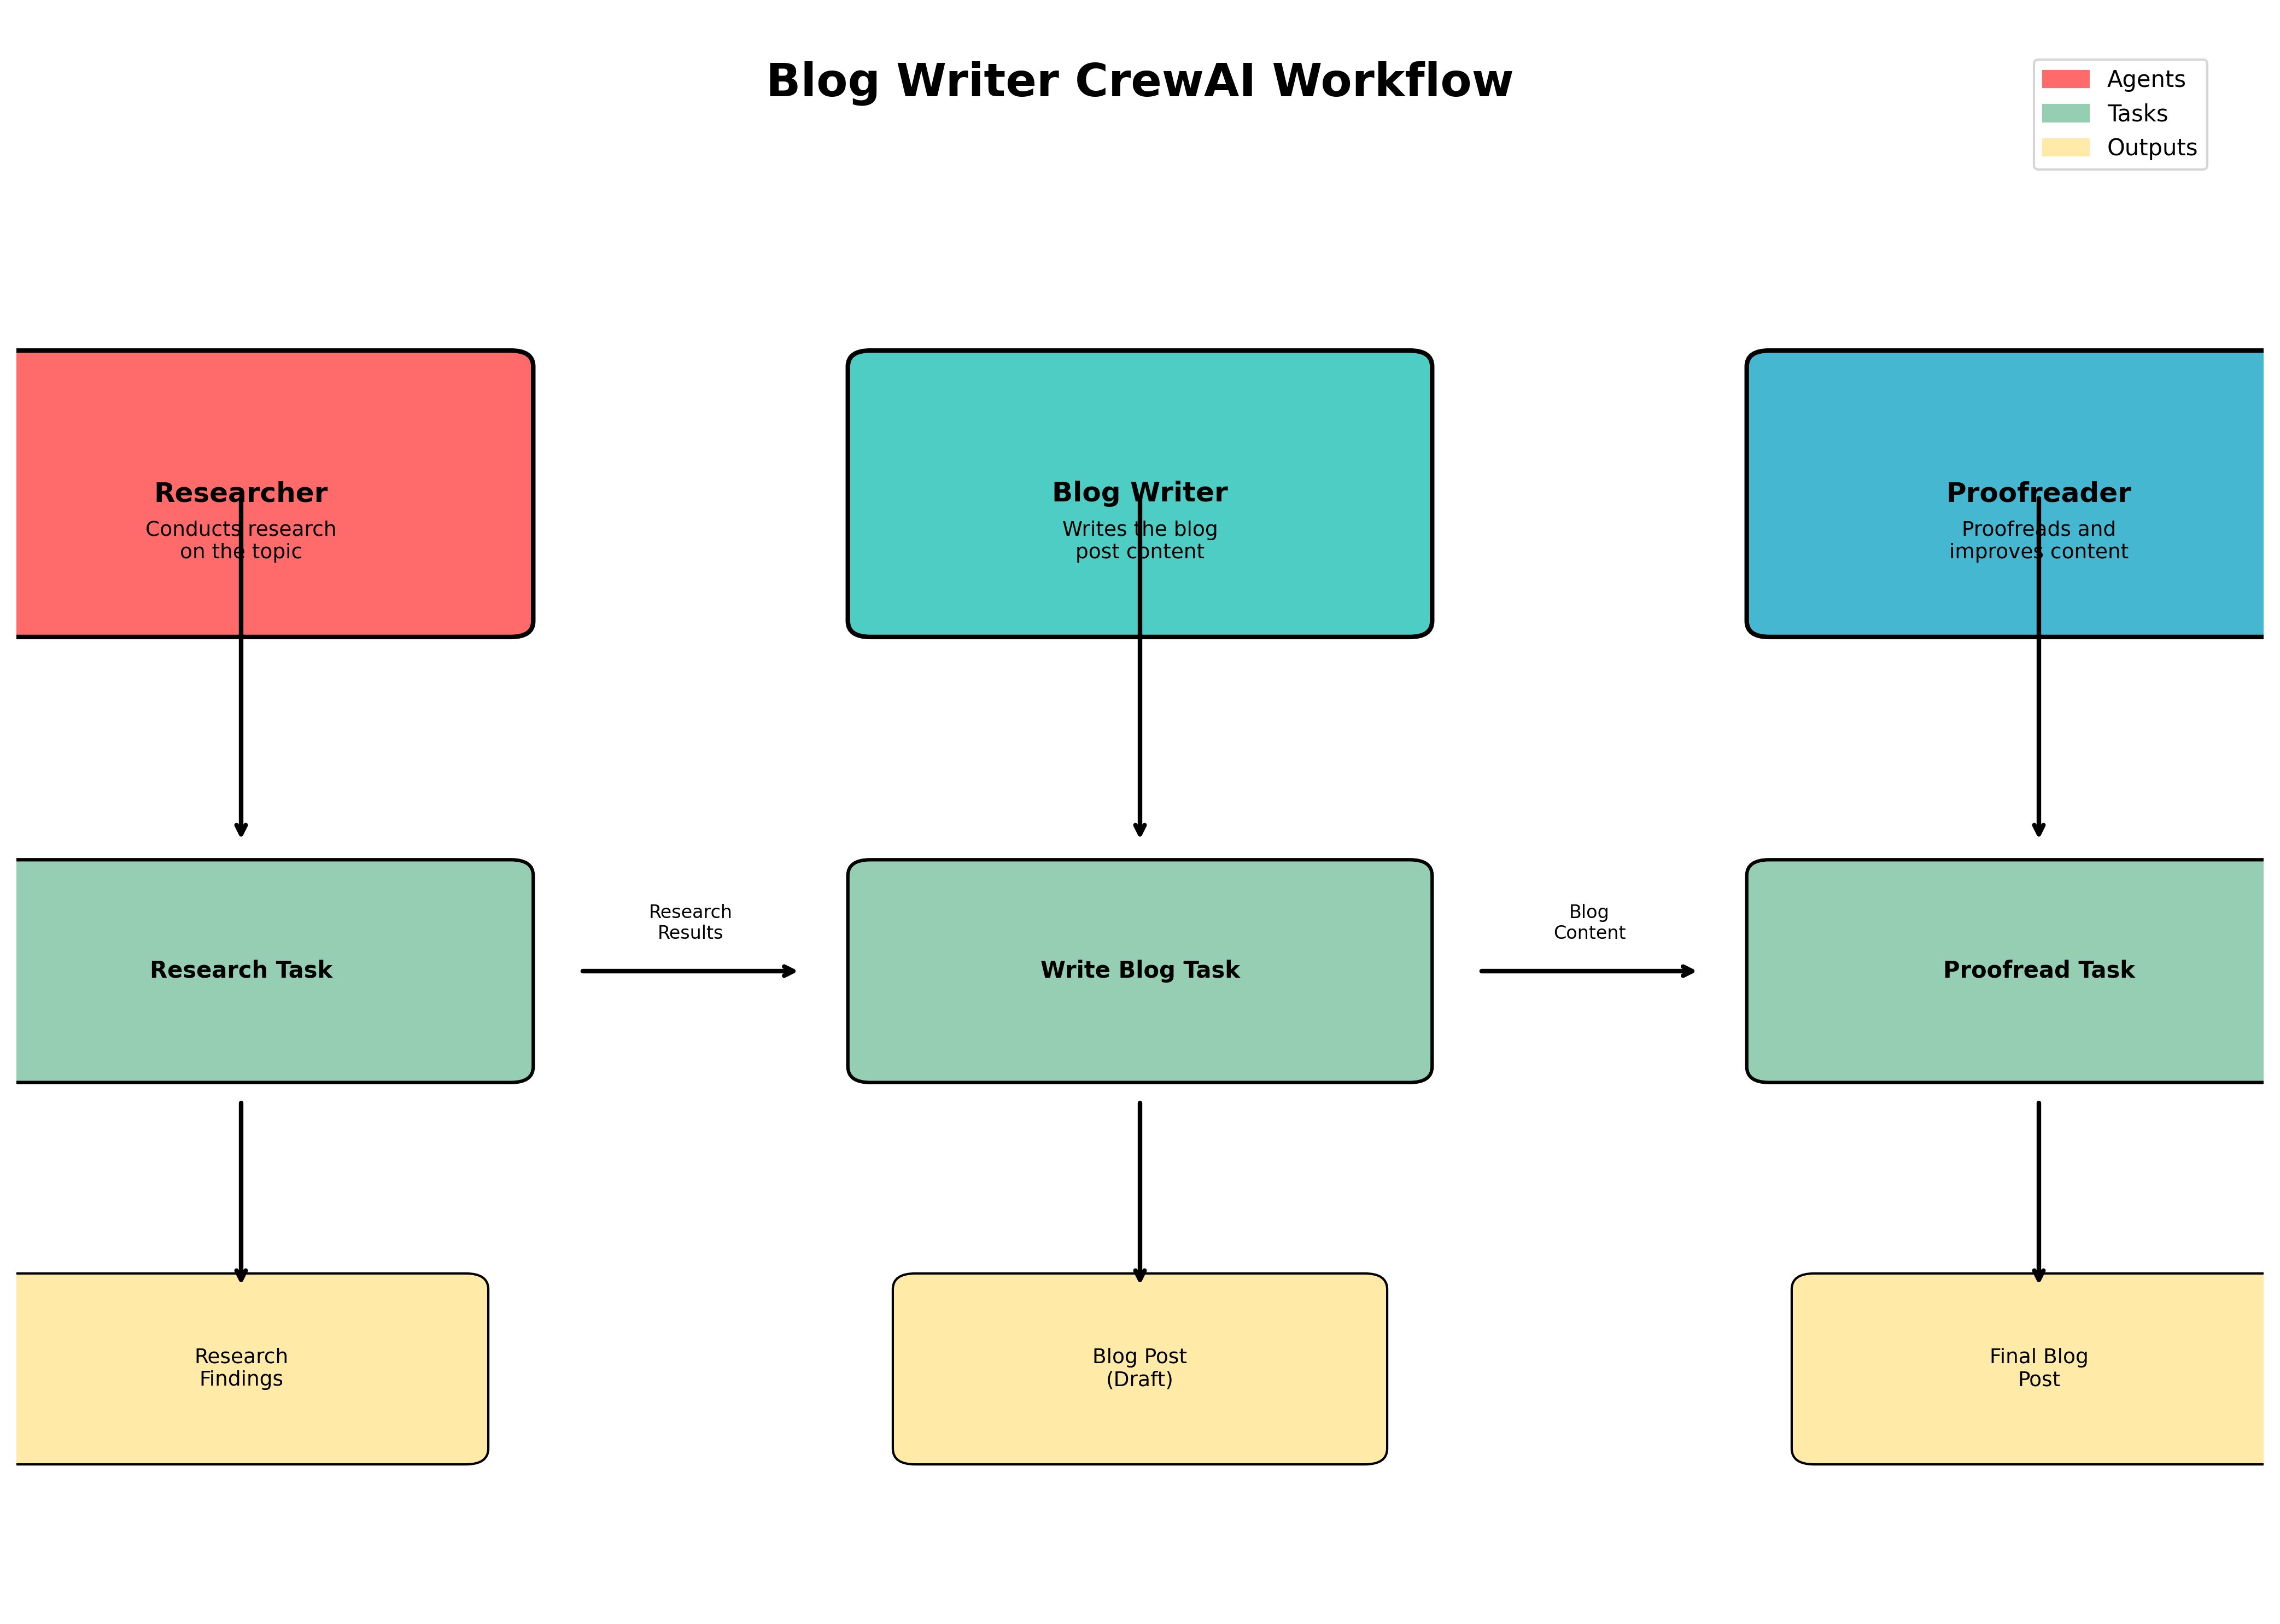 Blog Writer CrewAI Workflow
Agents
Tasks
Outputs
Researcher
Conducts research
on the topic
Blog Writer
Writes the blog
post content
Proofreader
Proofreads and
improves content
Research Task
Research
Results
Write Blog Task
Blog
Content
Proofread Task
Research
Findings
Blog Post
(Draft)
Final Blog
Post